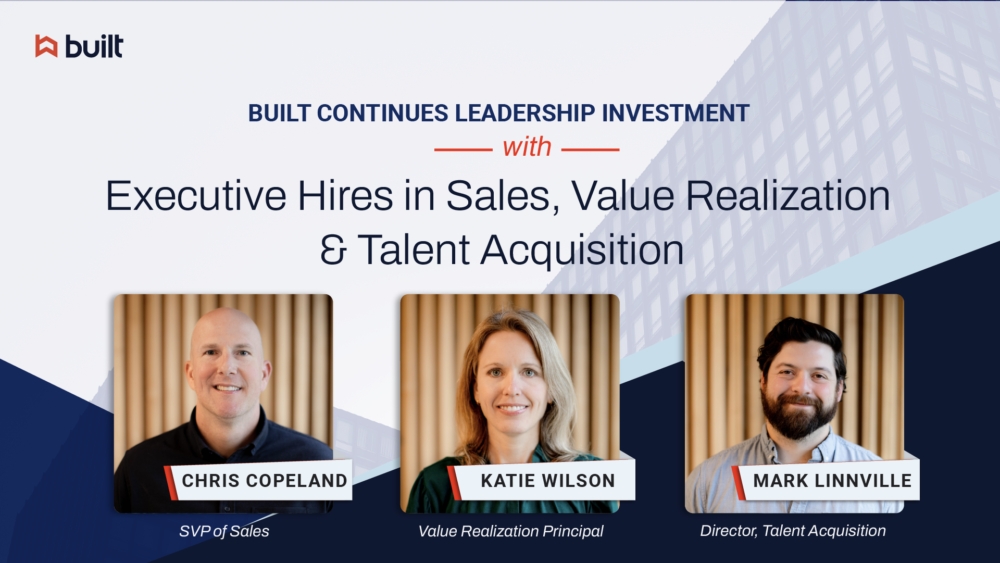 built
BUILT CONTINUES LEADERSHIP INVESTMENT
with
Executive Hires in Sales, Value Realization
& Talent Acquisition
CHRIS COPELAND
KATIE WILSON
MARK LINNVILLE
SVP of Sales
Value Realization Principal
Director, Talent Acquisition